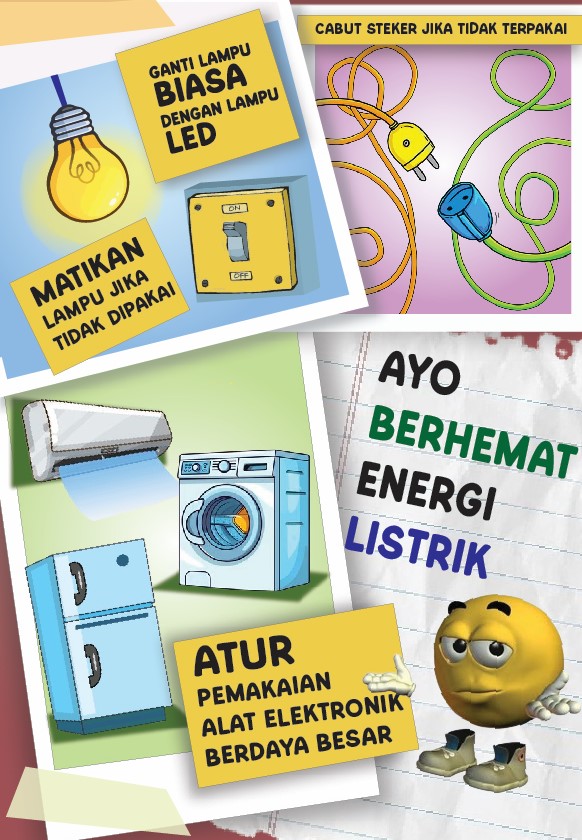 GANTI LAMPU
BIASA
DENGAN LAMPU
LED
CABUT STEKER JIKA TIDAK TERPAKAI
ON
OFF
MATIKAN
LAMPU JIKA
TIDAK DIPAKAI
AYO
BERHEMAT
ENERGI
LISTRIK
ATUR
PEMAKAIAN
ALAT ELEKTRONIK
BERDAYA BESAR